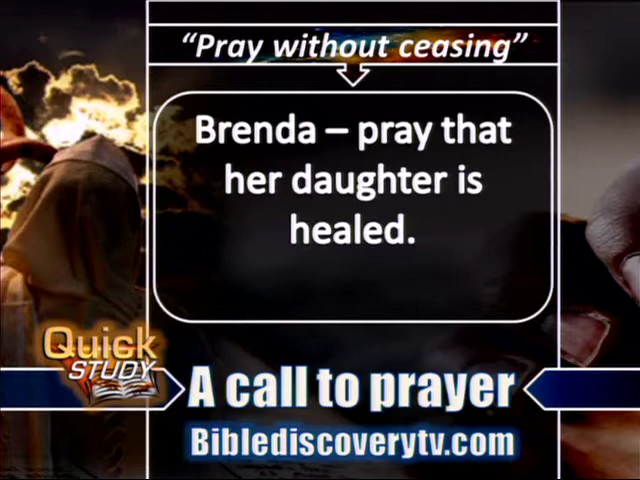 “Pray without ceasing”
Brenda – pray that
her daughter is
healed.
Quick
STUDY
A call to prayer
Biblediscoverytv.com